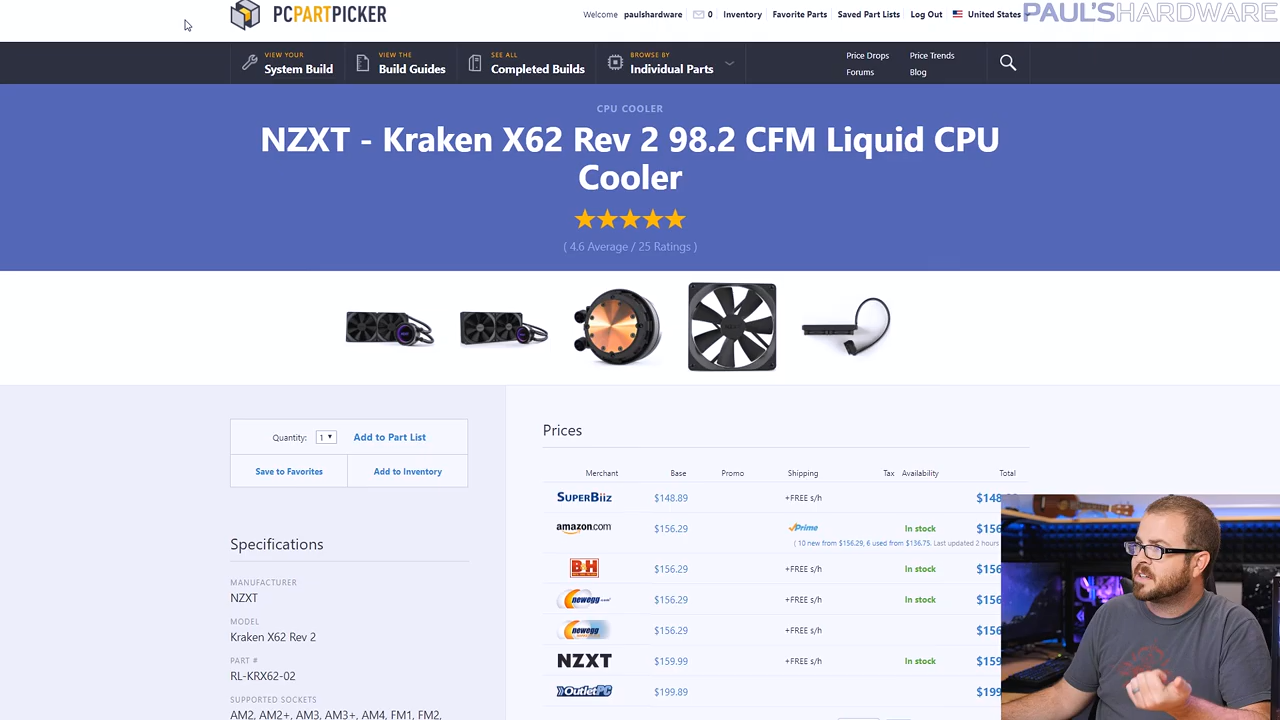 PCPARTPICKER
Welcome paulshardware 0 Inventory Favorite Parts Saved Part Lists Log Out United States
PAUL'SHARDWARE
VIEW YOUR
System Build
VIEW THE
Build Guides
SEE ALL
Completed Builds
BROWSE BY
Individual Parts
Price Drops Price Trends
Forums Blog
CPU COOLER
NZXT - Kraken X62 Rev 2 98.2 CFM Liquid CPU
Cooler
( 4.6 Average / 25 Ratings )
Quantity: 1 Add to Part List
Save to Favorites Add to Inventory
Specifications
MANUFACTURER
NZXT
MODEL
Kraken X62 Rev 2
PART #
RL-KRX62-02
SUPPORTED SOCKETS
AM2, AM2+, AM3, AM3+, AM4, FM1, FM2,
Prices
Merchant Base Promo Shipping Tax Availability Total
SUPERBIIZ $148.89 +FREE s/h
amazon.com $156.29 Prime In stock $156
( 10 new from $156.29, 6 used from $136.75. Last updated 2 hours
B&H $156.29 +FREE s/h In stock $156
newegg.com $156.29 +FREE s/h In stock $156
newegg $156.29 +FREE s/h $156
NZXT $159.99 +FREE s/h In stock $159
OutletPC $199.89 $199